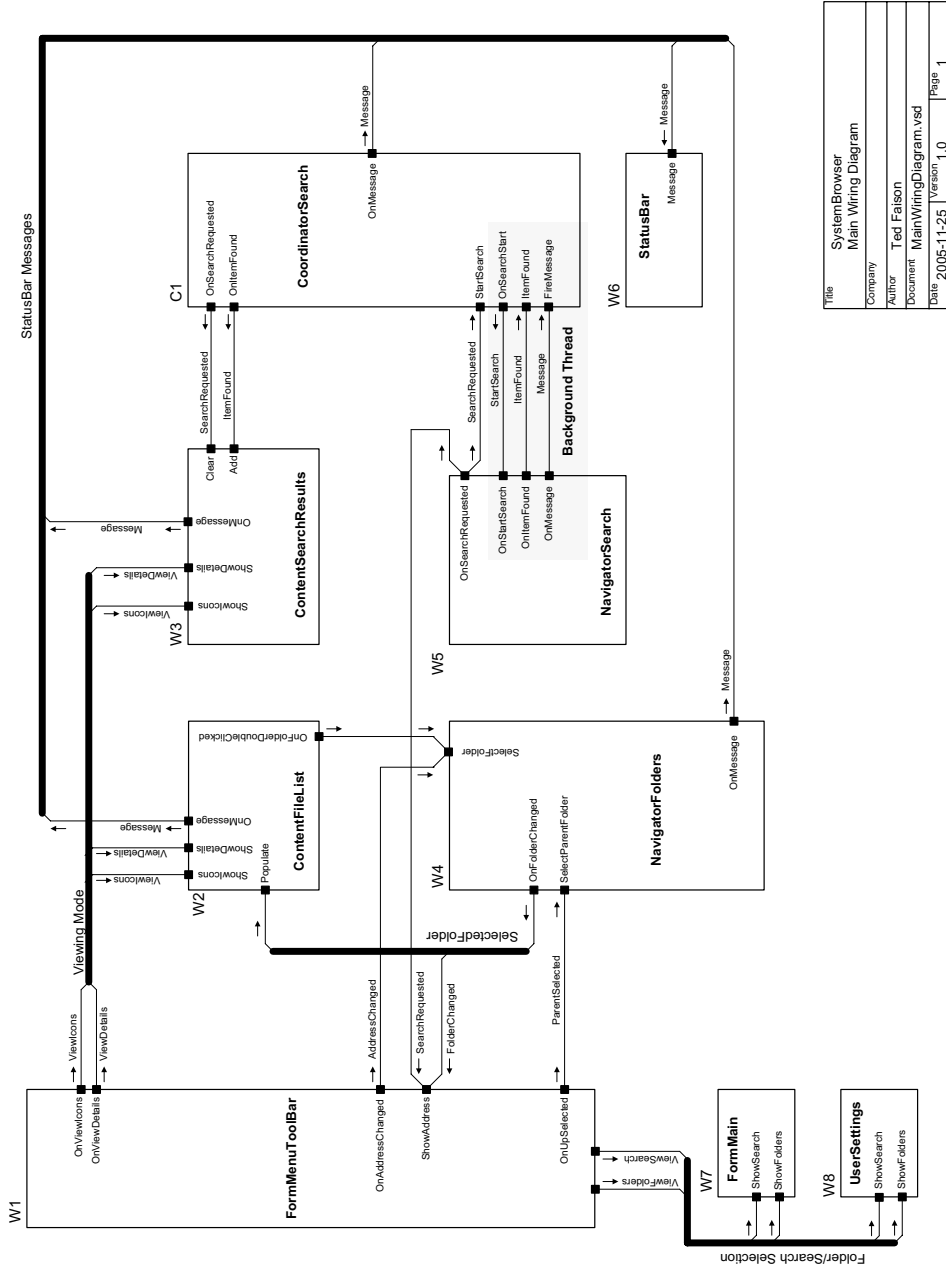 W1
FormMenuToolBar
OnViewIcons
OnViewDetails
OnAddressChanged
ShowAddress
OnUpSelected
ViewIcons
ViewDetails
Viewing Mode
AddressChanged
SearchRequested
FolderChanged
ParentSelected
ViewFolders
ViewSearch
Folder/Search Selection
W7
FormMain
ShowSearch
ShowFolders
W8
UserSettings
ShowSearch
ShowFolders
SelectedFolder
W2
ContentFileList
ShowIcons
ShowDetails
OnMessage
Populate
OnFolderDoubleClicked
ViewIcons
ViewDetails
Message
W4
NavigatorFolders
SelectFolder
OnFolderChanged
SelectParentFolder
OnMessage
Message
W3
ContentSearchResults
ShowIcons
ShowDetails
OnMessage
Clear
Add
ViewIcons
ViewDetails
Message
W5
NavigatorSearch
OnSearchRequested
OnStartSearch
OnItemFound
OnMessage
SearchRequested
ItemFound
SearchRequested
StartSearch
ItemFound
Message
Background Thread
C1
CoordinatorSearch
OnSearchRequested
OnItemFound
StartSearch
OnSearchStart
ItemFound
FireMessage
OnMessage
Message
W6
StatusBar
Message
Message
StatusBar Messages
Title
SystemBrowser
Main Wiring Diagram
Company
Author Ted Faison
Document MainWiringDiagram.vsd
Date 2005-11-25 Version 1.0 Page 1